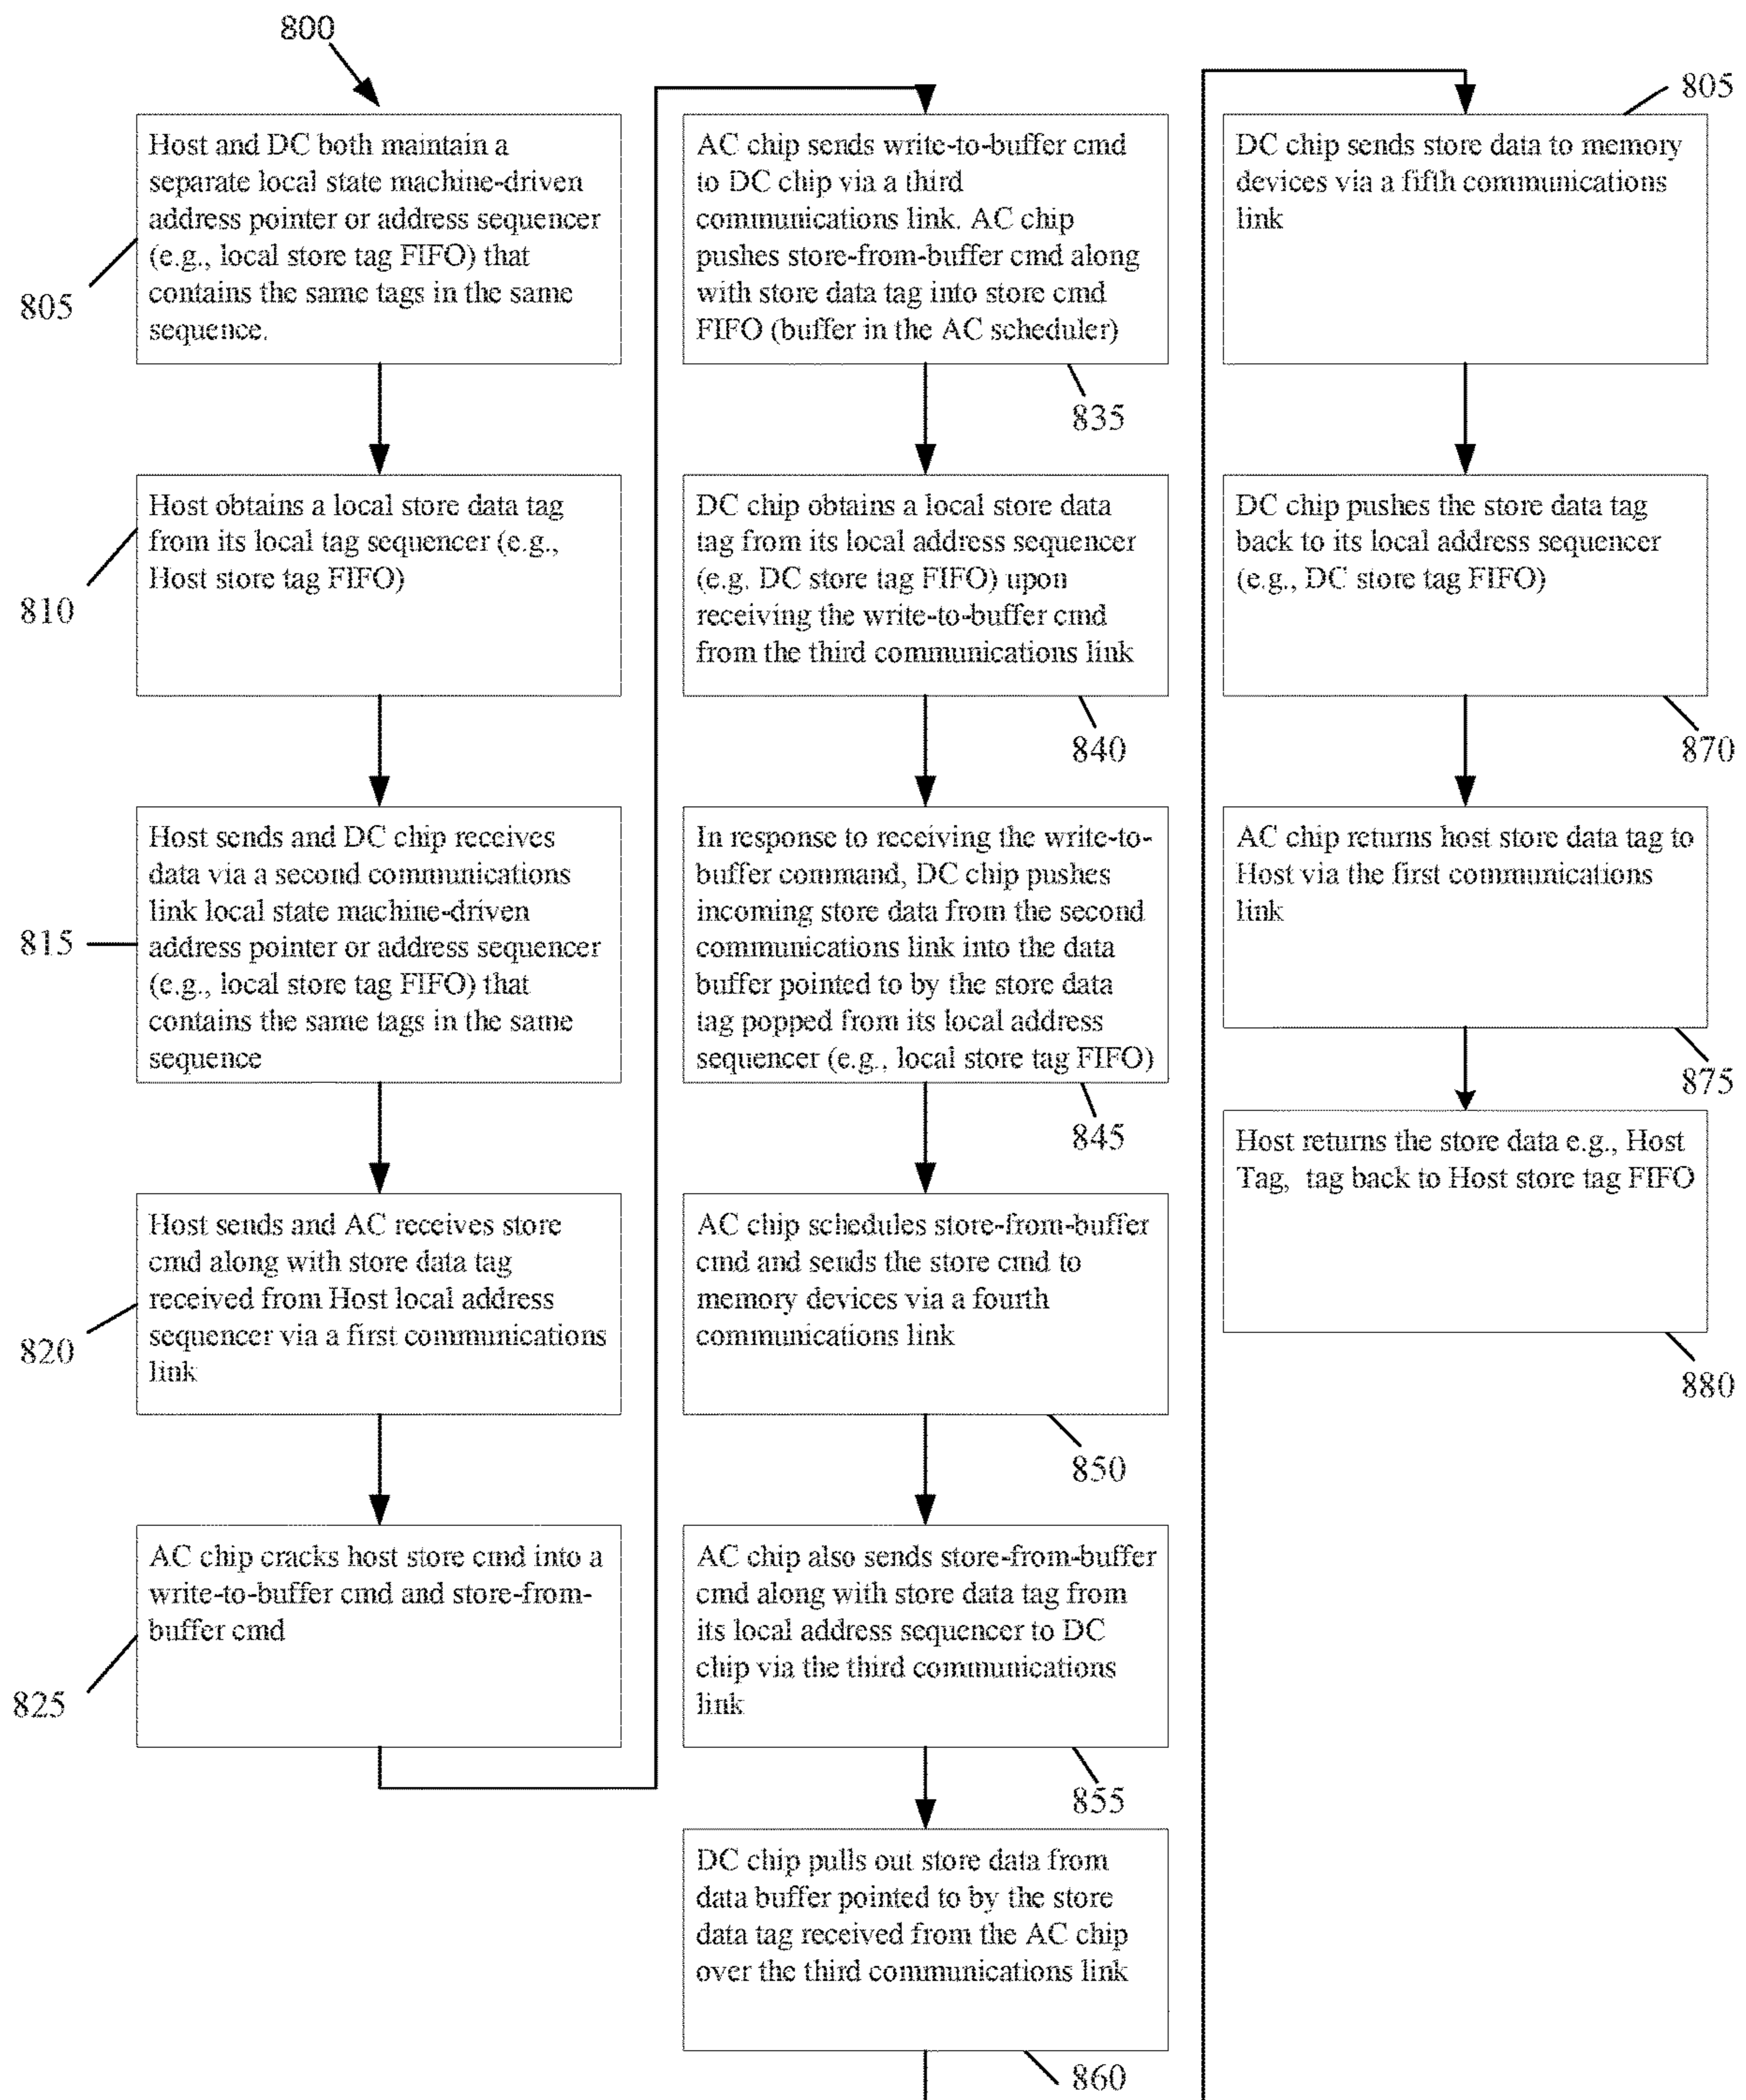 800
Host and DC both maintain a
separate local state machine-driven
address pointer or address sequencer
(e.g., local store tag FIFO) that
contains the same tags in the same
sequence.
805
Host obtains a local store data tag
from its local tag sequencer (e.g.,
Host store tag FIFO)
810
Host sends and DC chip receives
data via a second communications
link local state machine-driven
address pointer or address sequencer
(e.g., local store tag FIFO) that
contains the same tags in the same
sequence
815
Host sends and AC receives store
cmd along with store data tag
received from Host local address
sequencer via a first communications
link
820
AC chip cracks host store cmd into a
write-to-buffer cmd and store-from-
buffer cmd
825
AC chip sends write-to-buffer cmd
to DC chip via a third
communications link. AC chip
pushes store-from-buffer cmd along
with store data tag into store cmd
FIFO (buffer in the AC scheduler)
835
DC chip obtains a local store data
tag from its local address sequencer
(e.g. DC store tag FIFO) upon
receiving the write-to-buffer cmd
from the third communications link
840
In response to receiving the write-to-
buffer command, DC chip pushes
incoming store data from the second
communications link into the data
buffer pointed to by the store data
tag popped from its local address
sequencer (e.g., local store tag FIFO)
845
AC chip schedules store-from-buffer
cmd and sends the store cmd to
memory devices via a fourth
communications link
850
AC chip also sends store-from-buffer
cmd along with store data tag from
its local address sequencer to DC
chip via the third communications
link
855
DC chip pulls out store data from
data buffer pointed to by the store
data tag received from the AC chip
over the third communications link
860
805
DC chip sends store data to memory
devices via a fifth communications
link
DC chip pushes the store data tag
back to its local address sequencer
(e.g., DC store tag FIFO)
870
AC chip returns host store data tag to
Host via the first communications
link
875
Host returns the store data e.g., Host
Tag, tag back to Host store tag FIFO
880